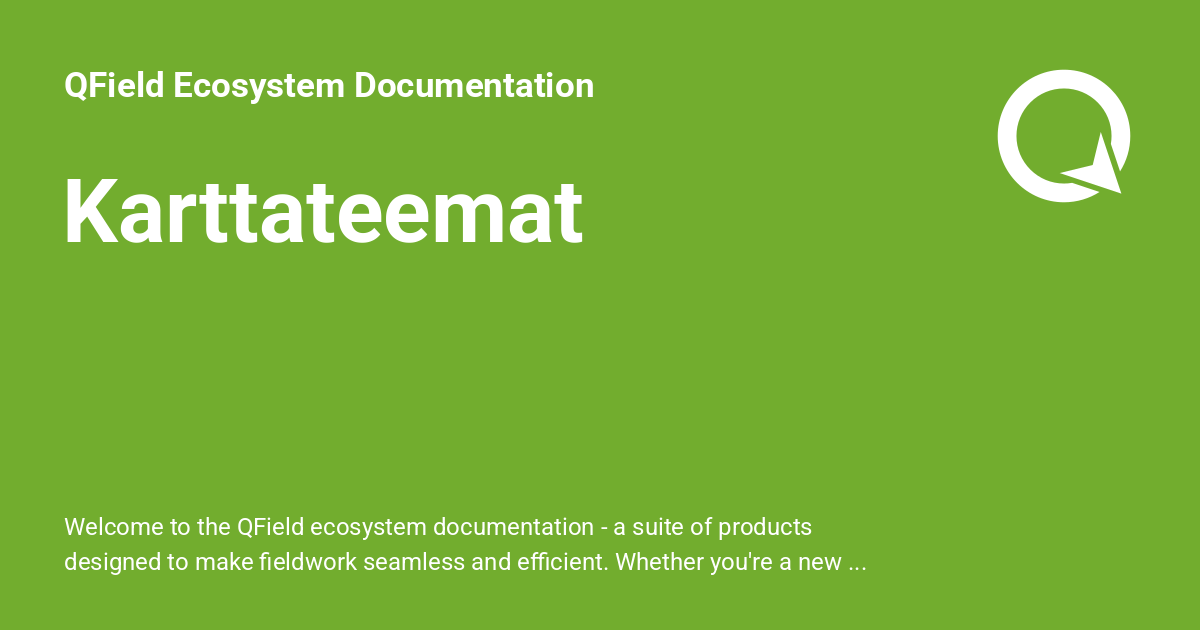 QField Ecosystem Documentation
Karttateemat
Welcome to the QField ecosystem documentation - a suite of products
designed to make fieldwork seamless and efficient. Whether you're a new ...